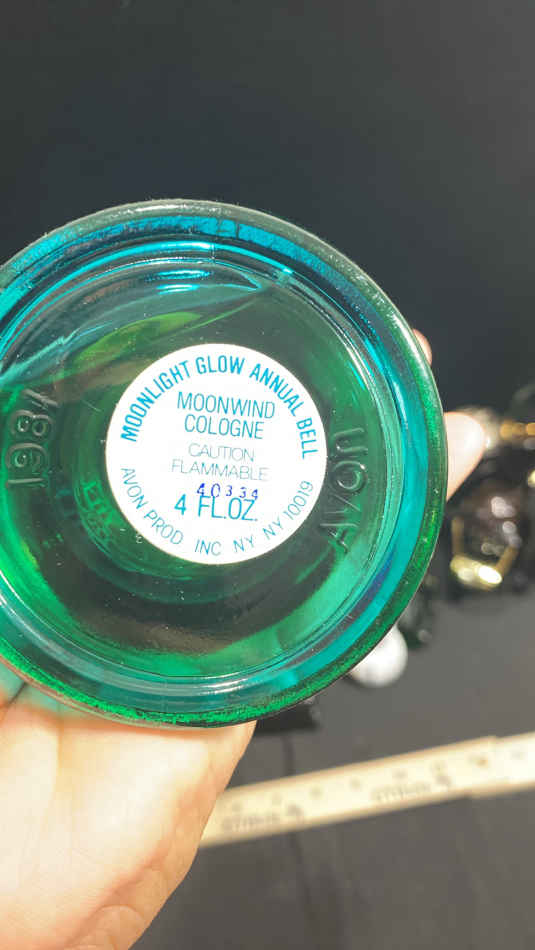 MOONLIGHT GLOW ANNUAL BELL
MOONWIND
COLOGNE
CAUTION
FLAMMABLE
40334
4 FL.OZ.
AVON PROD INC NY NY 10019
1984
Avon